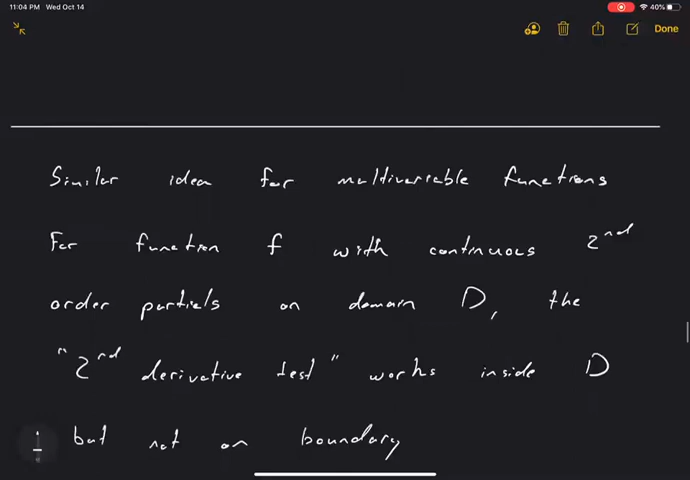 11:04 PM Wed Oct 14
40%
Done
Similar idea for multivariable functions
For function f with continuous 2nd
order partials on domain D, the
"2nd derivative test" works inside D
but not on boundary